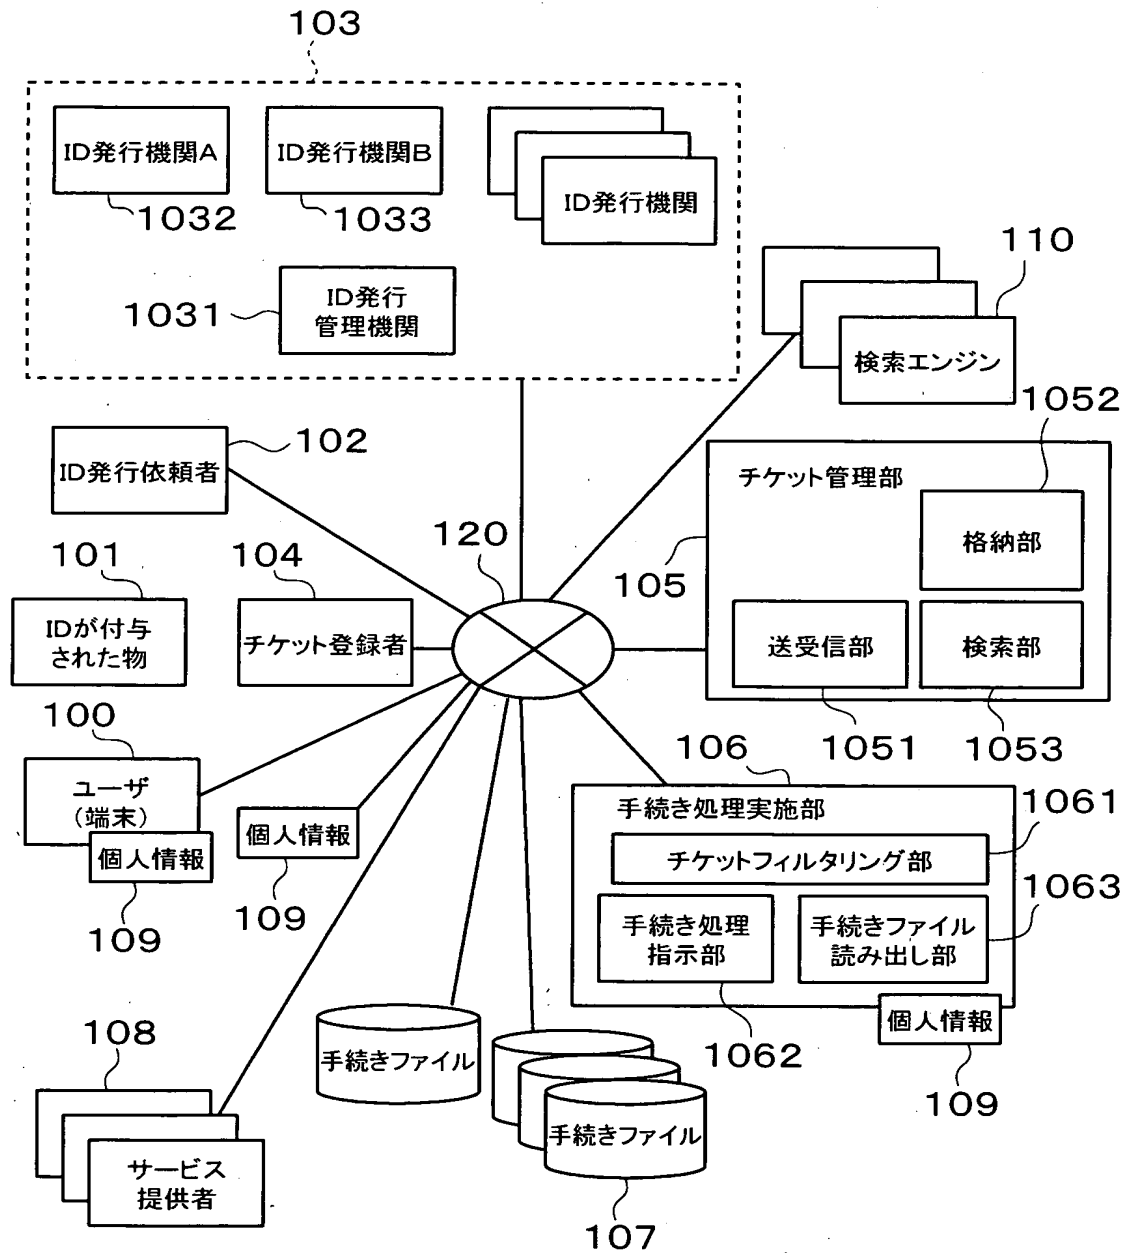 103
ID発行機関A
ID発行機関B
ID発行機関
1032
1033
1031
ID発行
管理機関
110
検索エンジン
102
ID発行依頼者
1052
チケット管理部
格納部
105
送受信部
検索部
1051
1053
120
101
IDが付与
された物
104
チケット登録者
100
ユーザ
(端末)
個人情報
109
個人情報
109
106
手続き処理実施部
1061
チケットフィルタリング部
1063
手続き処理
指示部
手続きファイル
読み出し部
1062
個人情報
109
手続きファイル
手続きファイル
107
108
サービス
提供者